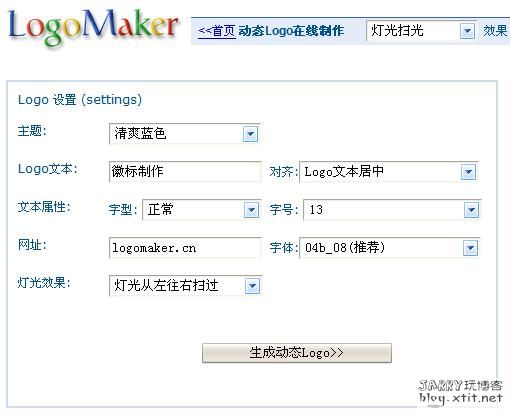 LogoMaker
<<首页 动态Logo在线制作 灯光扫光 效果
Logo 设置 (settings)
主题: 清爽蓝色
Logo文本: 徽标制作 对齐: Logo文本居中
文本属性: 字型: 正常 字号: 13
网址: logomaker.cn 字体: 04b_08(推荐)
灯光效果: 灯光从左往右扫过
生成动态Logo>>
JARRY玩博客
blog.xtit.net